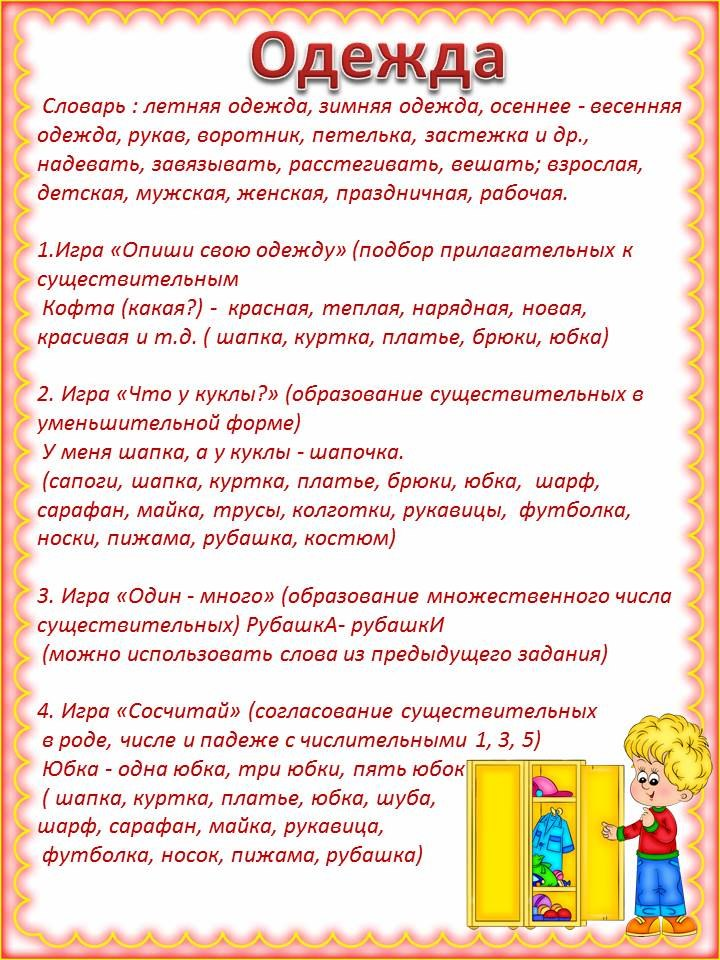 Одежда
Словарь : летняя одежда, зимняя одежда, осеннее - весенняя
одежда, рукав, воротник, петелька, застежка и др.,
надевать, завязывать, расстегивать, вешать; взрослая,
детская, мужская, женская, праздничная, рабочая.
1.Игра «Опиши свою одежду» (подбор прилагательных к
существительным
Кофта (какая?) - красная, теплая, нарядная, новая,
красивая и т.д. ( шапка, куртка, платье, брюки, юбка)
2. Игра «Что у куклы?» (образование существительных в
уменьшительной форме)
У меня шапка, а у куклы - шапочка.
(сапоги, шапка, куртка, платье, брюки, юбка, шарф,
сарафан, майка, трусы, колготки, рукавицы, футболка,
носки, пижама, рубашка, костюм)
3. Игра «Один - много» (образование множественного числа
существительных) РубашкА- рубашкИ
(можно использовать слова из предыдущего задания)
4. Игра «Сосчитай» (согласование существительных
в роде, числе и падеже с числительными 1, 3, 5)
Юбка - одна юбка, три юбки, пять юбок
( шапка, куртка, платье, юбка, шуба,
шарф, сарафан, майка, рукавица,
футболка, носок, пижама, рубашка)